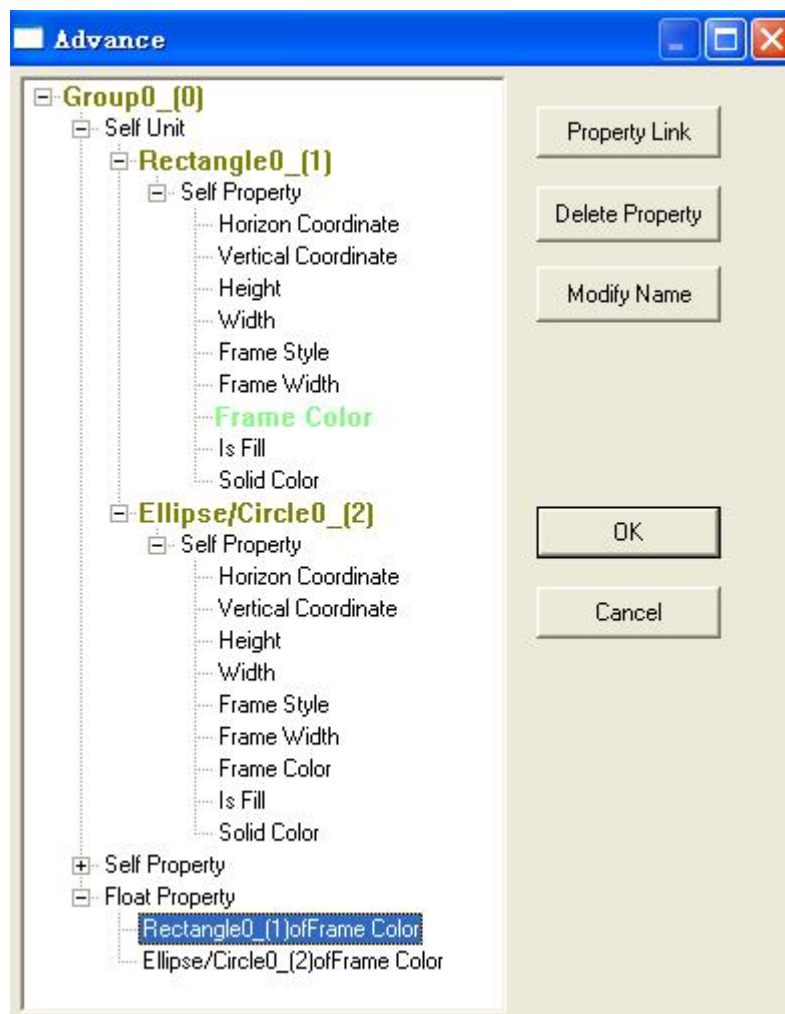 Advance
Group0_(0)
Self Unit
Rectangle0_(1)
Self Property
Horizon Coordinate
Vertical Coordinate
Height
Width
Frame Style
Frame Width
Frame Color
Is Fill
Solid Color
Ellipse/Circle0_(2)
Self Property
Horizon Coordinate
Vertical Coordinate
Height
Width
Frame Style
Frame Width
Frame Color
Is Fill
Solid Color
Self Property
Float Property
Rectangle0_(1)ofFrame Color
Ellipse/Circle0_(2)ofFrame Color
Property Link
Delete Property
Modify Name
OK
Cancel